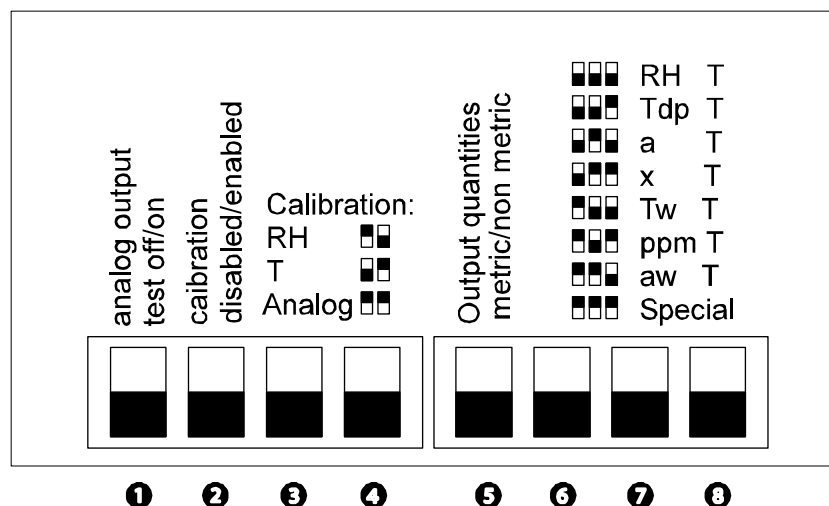 analog output
test off/on
caibration
disabled/enabled
Calibration:
RH
T
Analog
Output quantities
metric/non metric
RH T
Tdp T
a T
x T
Tw T
ppm T
aw T
Special
1 2 3 4 5 6 7 8